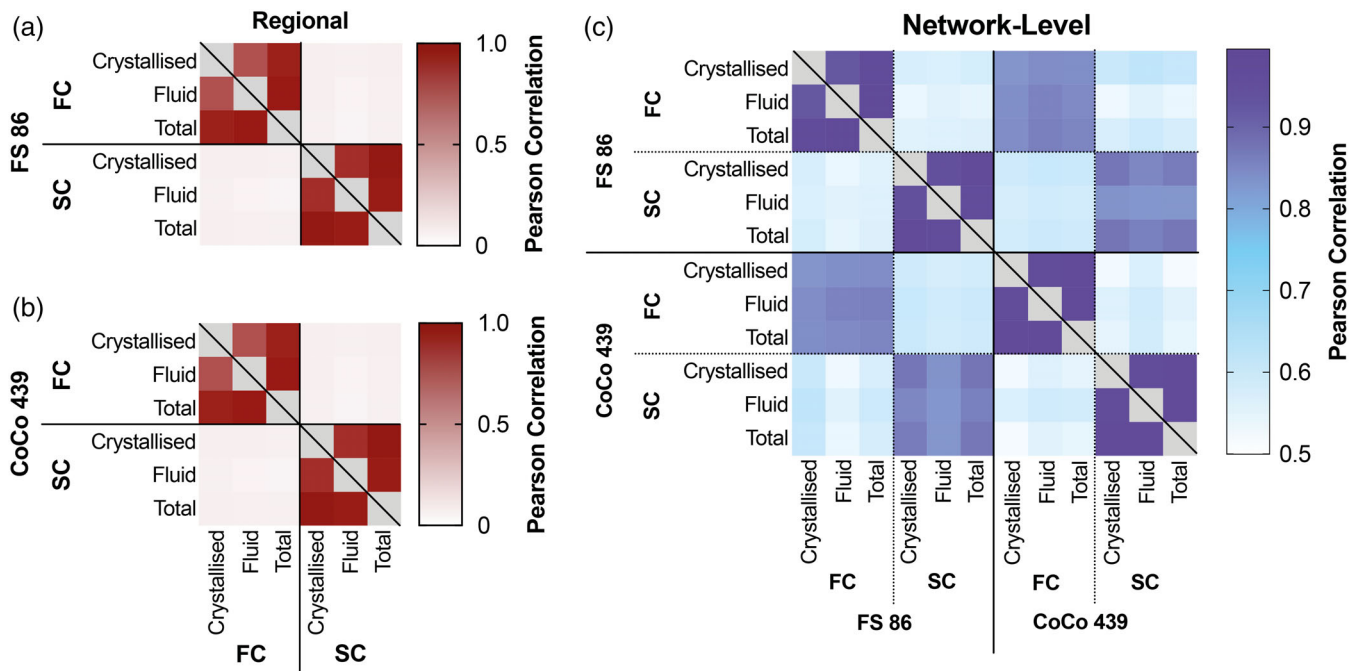 (a)
Regional
FS 86
FC
Crystallised
Fluid
Total
SC
Crystallised
Fluid
Total
1.0
0.5
0
Pearson Correlation
(b)
CoCo 439
FC
Crystallised
Fluid
Total
SC
Crystallised
Fluid
Total
1.0
0.5
0
Pearson Correlation
Crystallised
Fluid
Total
Crystallised
Fluid
Total
FC
SC
(c)
Network-Level
FS 86
FC
Crystallised
Fluid
Total
SC
Crystallised
Fluid
Total
CoCo 439
FC
Crystallised
Fluid
Total
SC
Crystallised
Fluid
Total
Crystallised
Fluid
Total
Crystallised
Fluid
Total
Crystallised
Fluid
Total
Crystallised
Fluid
Total
FC
SC
FC
SC
FS 86
CoCo 439
0.9
0.8
0.7
0.6
0.5
Pearson Correlation